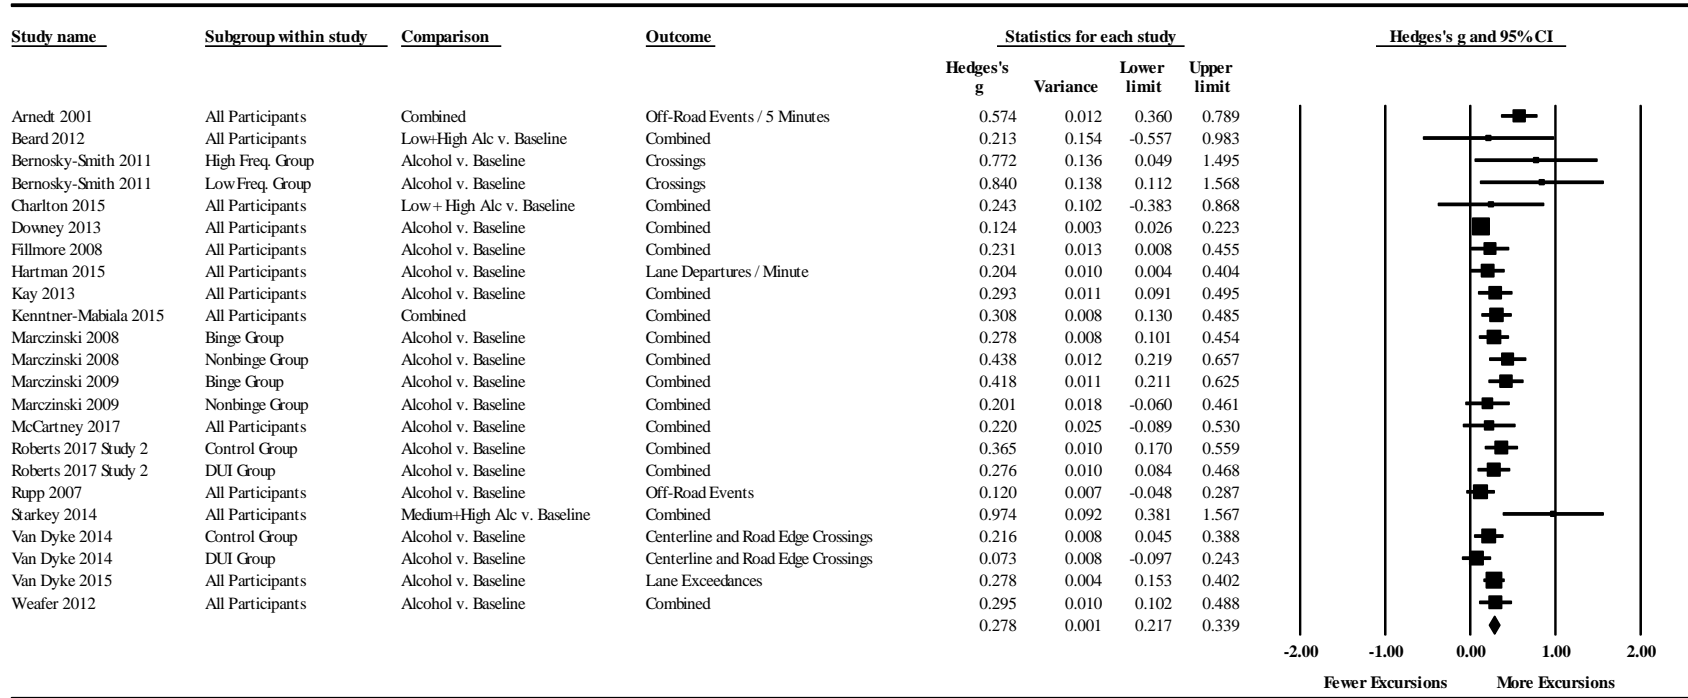 Study name Subgroup within study Comparison Outcome Statistics for each study Hedges's g and 95% CI
Hedges's g Variance Lower limit Upper limit
Arnedt 2001 All Participants Combined Off-Road Events / 5 Minutes 0.574 0.012 0.360 0.789
Beard 2012 All Participants Low+High Alc v. Baseline Combined 0.213 0.154 -0.557 0.983
Bernosky-Smith 2011 High Freq. Group Alcohol v. Baseline Crossings 0.772 0.136 0.049 1.495
Bernosky-Smith 2011 Low Freq. Group Alcohol v. Baseline Crossings 0.840 0.138 0.112 1.568
Charlton 2015 All Participants Low + High Alc v. Baseline Combined 0.243 0.102 -0.383 0.868
Downey 2013 All Participants Alcohol v. Baseline Combined 0.124 0.003 0.026 0.223
Fillmore 2008 All Participants Alcohol v. Baseline Combined 0.231 0.013 0.008 0.455
Hartman 2015 All Participants Alcohol v. Baseline Lane Departures / Minute 0.204 0.010 0.004 0.404
Kay 2013 All Participants Alcohol v. Baseline Combined 0.293 0.011 0.091 0.495
Kenntner-Mabiala 2015 All Participants Combined Combined 0.308 0.008 0.130 0.485
Marczinski 2008 Binge Group Alcohol v. Baseline Combined 0.278 0.008 0.101 0.454
Marczinski 2008 Nonbinge Group Alcohol v. Baseline Combined 0.438 0.012 0.219 0.657
Marczinski 2009 Binge Group Alcohol v. Baseline Combined 0.418 0.011 0.211 0.625
Marczinski 2009 Nonbinge Group Alcohol v. Baseline Combined 0.201 0.018 -0.060 0.461
McCartney 2017 All Participants Alcohol v. Baseline Combined 0.220 0.025 -0.089 0.530
Roberts 2017 Study 2 Control Group Alcohol v. Baseline Combined 0.365 0.010 0.170 0.559
Roberts 2017 Study 2 DUI Group Alcohol v. Baseline Combined 0.276 0.010 0.084 0.468
Rupp 2007 All Participants Alcohol v. Baseline Off-Road Events 0.120 0.007 -0.048 0.287
Starkey 2014 All Participants Medium+High Alc v. Baseline Combined 0.974 0.092 0.381 1.567
Van Dyke 2014 Control Group Alcohol v. Baseline Centerline and Road Edge Crossings 0.216 0.008 0.045 0.388
Van Dyke 2014 DUI Group Alcohol v. Baseline Centerline and Road Edge Crossings 0.073 0.008 -0.097 0.243
Van Dyke 2015 All Participants Alcohol v. Baseline Lane Exceedances 0.278 0.004 0.153 0.402
Weafer 2012 All Participants Alcohol v. Baseline Combined 0.295 0.010 0.102 0.488
0.278 0.001 0.217 0.339
-2.00 -1.00 0.00 1.00 2.00
Fewer Excursions More Excursions